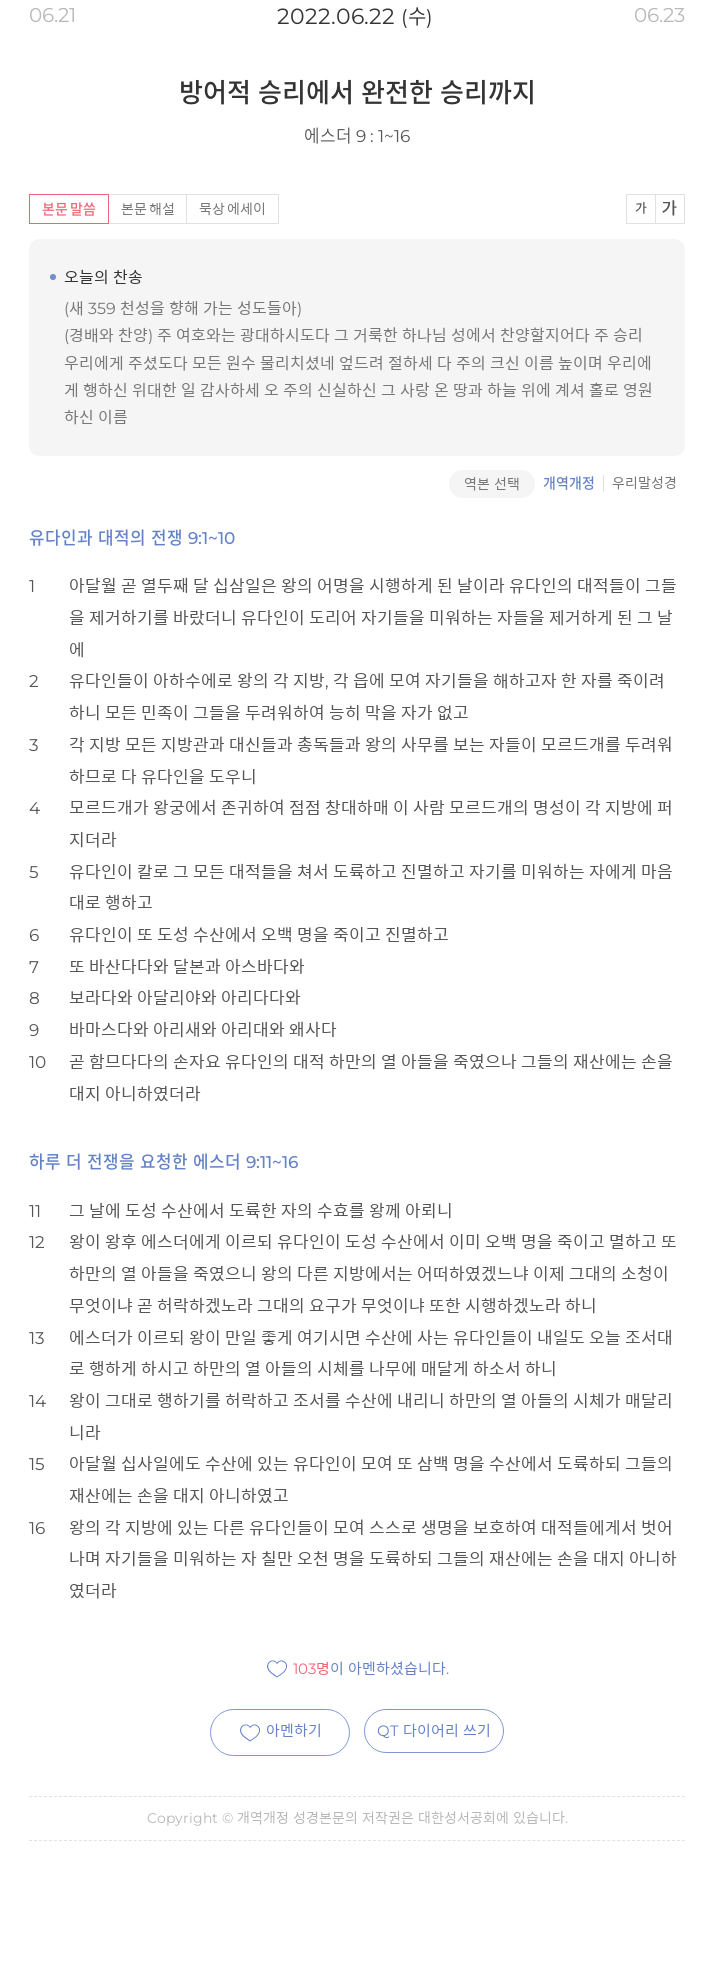 06.21 2022.06.22 (수) 06.23
방어적 승리에서 완전한 승리까지
에스더 9 : 1~16
본문 말씀 본문 해설 묵상 에세이 가 가
오늘의 찬송
(새 359 천성을 향해 가는 성도들아)
(경배와 찬양) 주 여호와는 광대하시도다 그 거룩한 하나님 성에서 찬양할지어다 주 승리
우리에게 주셨도다 모든 원수 물리치셨네 엎드려 절하세 다 주의 크신 이름 높이며 우리에
게 행하신 위대한 일 감사하세 오 주의 신실하신 그 사랑 온 땅과 하늘 위에 계셔 홀로 영원
하신 이름
역본 선택 개역개정 우리말성경
유다인과 대적의 전쟁 9:1~10
1 아달월 곧 열두째 달 십삼일은 왕의 어명을 시행하게 된 날이라 유다인의 대적들이 그들
을 제거하기를 바랐더니 유다인이 도리어 자기들을 미워하는 자들을 제거하게 된 그 날
에
2 유다인들이 아하수에로 왕의 각 지방, 각 읍에 모여 자기들을 해하고자 한 자를 죽이려
하니 모든 민족이 그들을 두려워하여 능히 막을 자가 없고
3 각 지방 모든 지방관과 대신들과 총독들과 왕의 사무를 보는 자들이 모르드개를 두려워
하므로 다 유다인을 도우니
4 모르드개가 왕궁에서 존귀하여 점점 창대하매 이 사람 모르드개의 명성이 각 지방에 퍼
지더라
5 유다인이 칼로 그 모든 대적들을 쳐서 도륙하고 진멸하고 자기를 미워하는 자에게 마음
대로 행하고
6 유다인이 또 도성 수산에서 오백 명을 죽이고 진멸하고
7 또 바산다다와 달본과 아스바다와
8 보라다와 아달리야와 아리다다와
9 바마스다와 아리새와 아리대와 왜사다
10 곧 함므다다의 손자요 유다인의 대적 하만의 열 아들을 죽였으나 그들의 재산에는 손을
대지 아니하였더라
하루 더 전쟁을 요청한 에스더 9:11~16
11 그 날에 도성 수산에서 도륙한 자의 수효를 왕께 아뢰니
12 왕이 왕후 에스더에게 이르되 유다인이 도성 수산에서 이미 오백 명을 죽이고 멸하고 또
하만의 열 아들을 죽였으니 왕의 다른 지방에서는 어떠하였겠느냐 이제 그대의 소청이
무엇이냐 곧 허락하겠노라 그대의 요구가 무엇이냐 또한 시행하겠노라 하니
13 에스더가 이르되 왕이 만일 좋게 여기시면 수산에 사는 유다인들이 내일도 오늘 조서대
로 행하게 하시고 하만의 열 아들의 시체를 나무에 매달게 하소서 하니
14 왕이 그대로 행하기를 허락하고 조서를 수산에 내리니 하만의 열 아들의 시체가 매달리
니라
15 아달월 십사일에도 수산에 있는 유다인이 모여 또 삼백 명을 수산에서 도륙하되 그들의
재산에는 손을 대지 아니하였고
16 왕의 각 지방에 있는 다른 유다인들이 모여 스스로 생명을 보호하여 대적들에게서 벗어
나며 자기들을 미워하는 자 칠만 오천 명을 도륙하되 그들의 재산에는 손을 대지 아니하
였더라
103명이 아멘하셨습니다.
아멘하기 QT 다이어리 쓰기
Copyright © 개역개정 성경본문의 저작권은 대한성서공회에 있습니다.